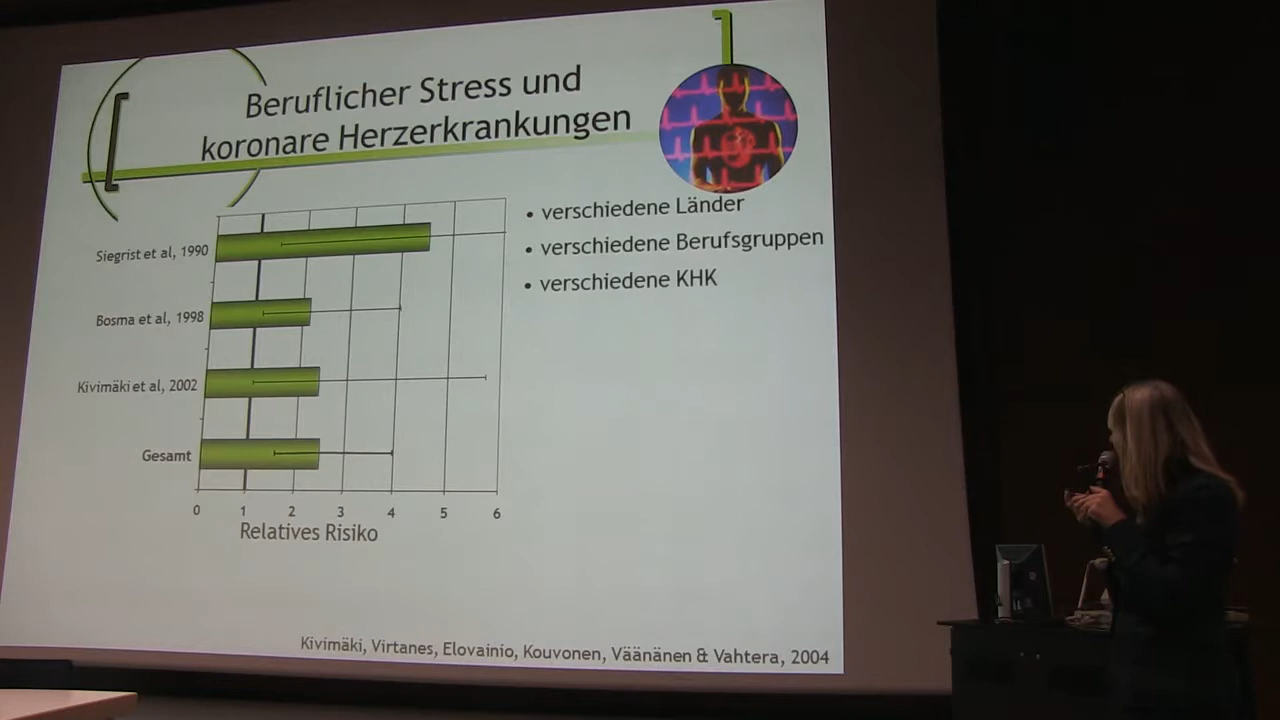 Beruflicher Stress und
koronare Herzerkrankungen
• verschiedene Länder
• verschiedene Berufsgruppen
• verschiedene KHK
Siegrist et al, 1990
Bosma et al, 1998
Kivimäki et al, 2002
Gesamt
0 1 2 3 4 5 6
Relatives Risiko
Kivimäki, Virtanes, Elovainio, Kouvonen, Väänänen & Vahtera, 2004